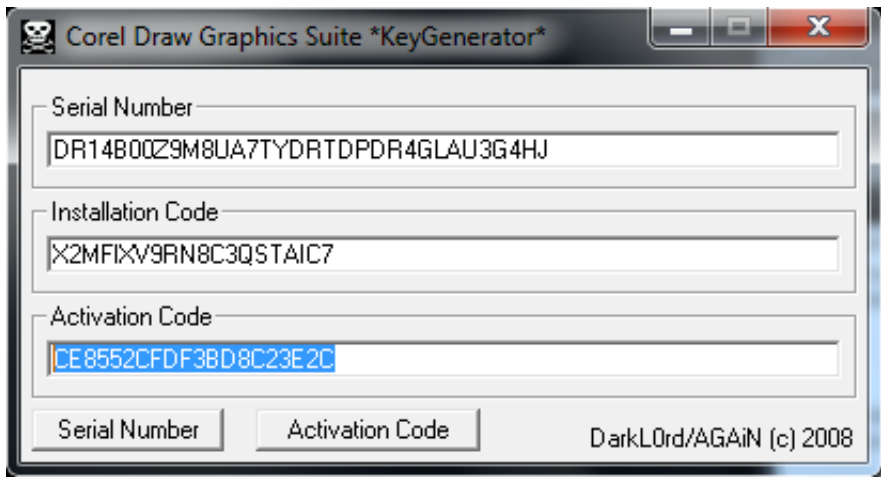 Corel Draw Graphics Suite *KeyGenerator*
Serial Number
DR14B00Z9M8UA7TYDRTDPDR4GLAU3G4HJ
Installation Code
X2MFIXV9RN8C3QSTAIC7
Activation Code
CE8552CFDF3BD8C23E2C
Serial Number Activation Code DarkL0rd/AGAiN (c) 2008